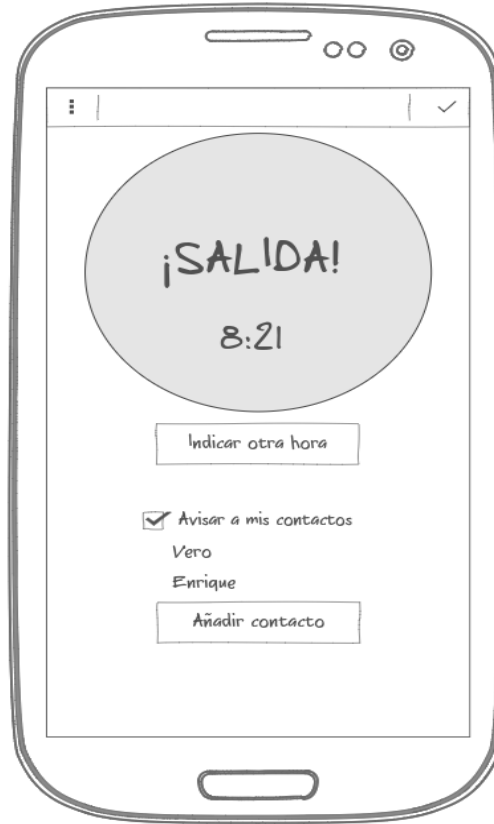 ¡SALIDA!
8:21
Indicar otra hora
Avisar a mis contactos
Vero
Enrique
Añadir contacto